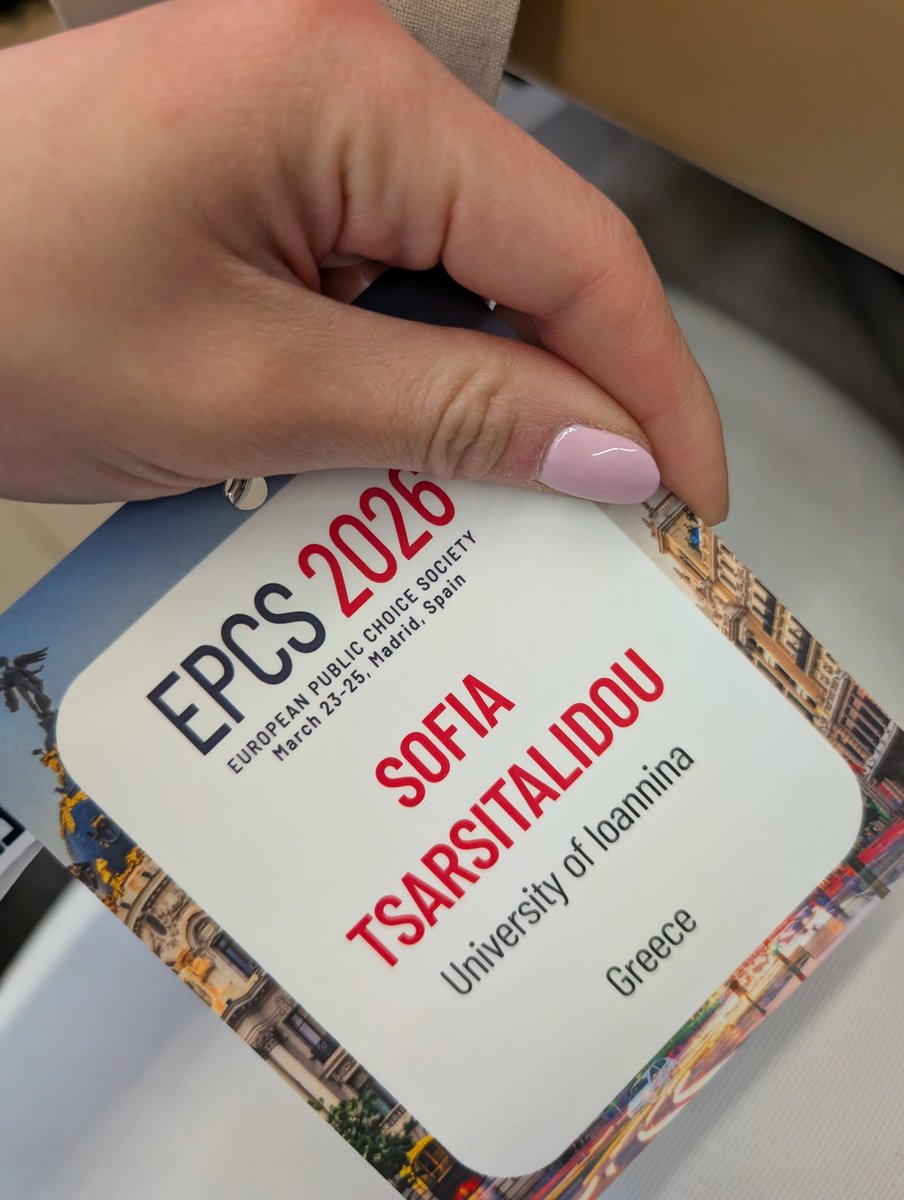 EPCS 2026
EUROPEAN PUBLIC CHOICE SOCIETY
March 23-25, Madrid, Spain
SOFIA
TSARSITALIDOU
University of Ioannina
Greece